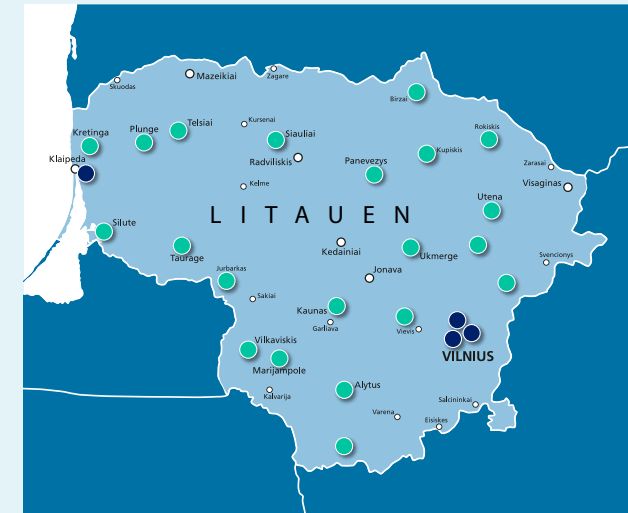 Mazeikiai
Zagare
Skuodas
Birzai
Kursenai
Telsiai
Plunge
Kretinga
Siauliai
Rokiskis
Kupiskis
Klaipeda
Radviliskis
Panevezys
Zarasai
Kelme
Visaginas
Utena
LITAUEN
Silute
Taurage
Kedainiai
Ukmerge
Svencionys
Jurbarkas
Jonava
Sakiai
Kaunas
Garliava
Vievis
Vilkaviskis
VILNIUS
Marijampole
Alytus
Kalvarija
Salcininkai
Varena
Eisiskes